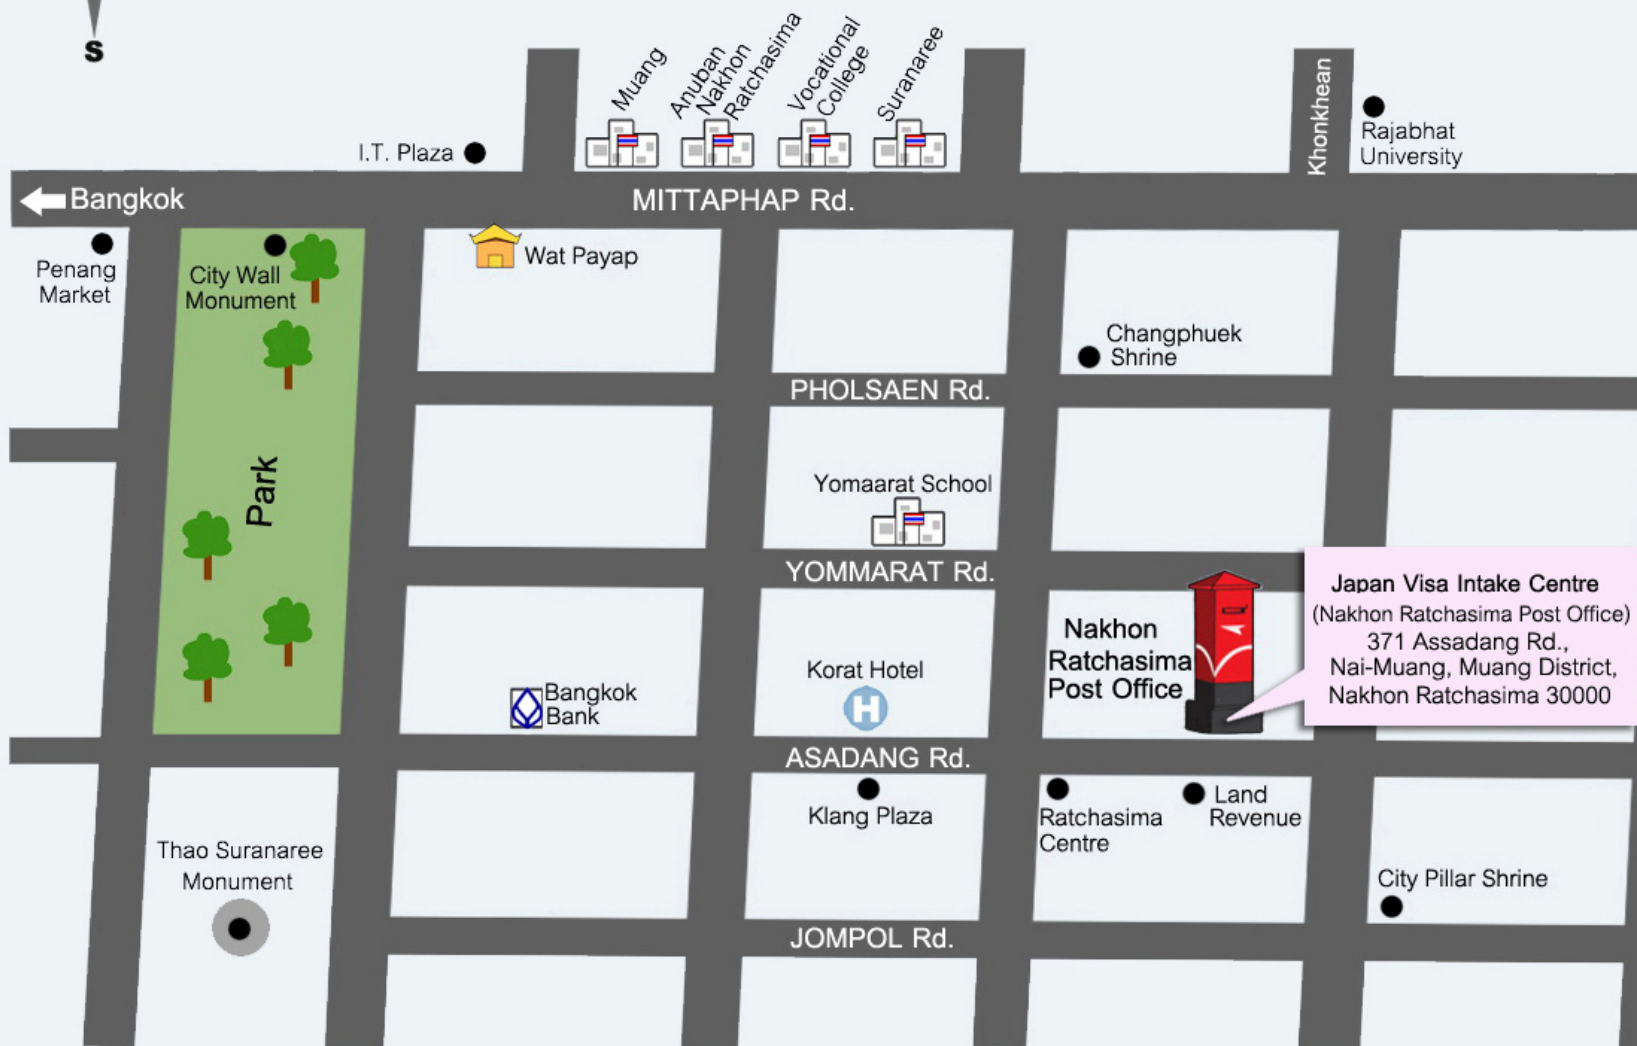 S
Muang
Anuban
Nakhon
Ratchasima
Vocational
College
Suranaree
Khonkhean
Rajabhat
University
I.T. Plaza
Bangkok
MITTAPHAP Rd.
Penang
Market
City Wall
Monument
Wat Payap
Changphuek
Shrine
PHOLSAEN Rd.
Park
Yomaarat School
YOMMARAT Rd.
Japan Visa Intake Centre
(Nakhon Ratchasima Post Office)
371 Assadang Rd.,
Nai-Muang, Muang District,
Nakhon Ratchasima 30000
Nakhon
Ratchasima
Post Office
Korat Hotel
H
Bangkok
Bank
ASADANG Rd.
Klang Plaza
Ratchasima
Centre
Land
Revenue
Thao Suranaree
Monument
City Pillar Shrine
JOMPOL Rd.